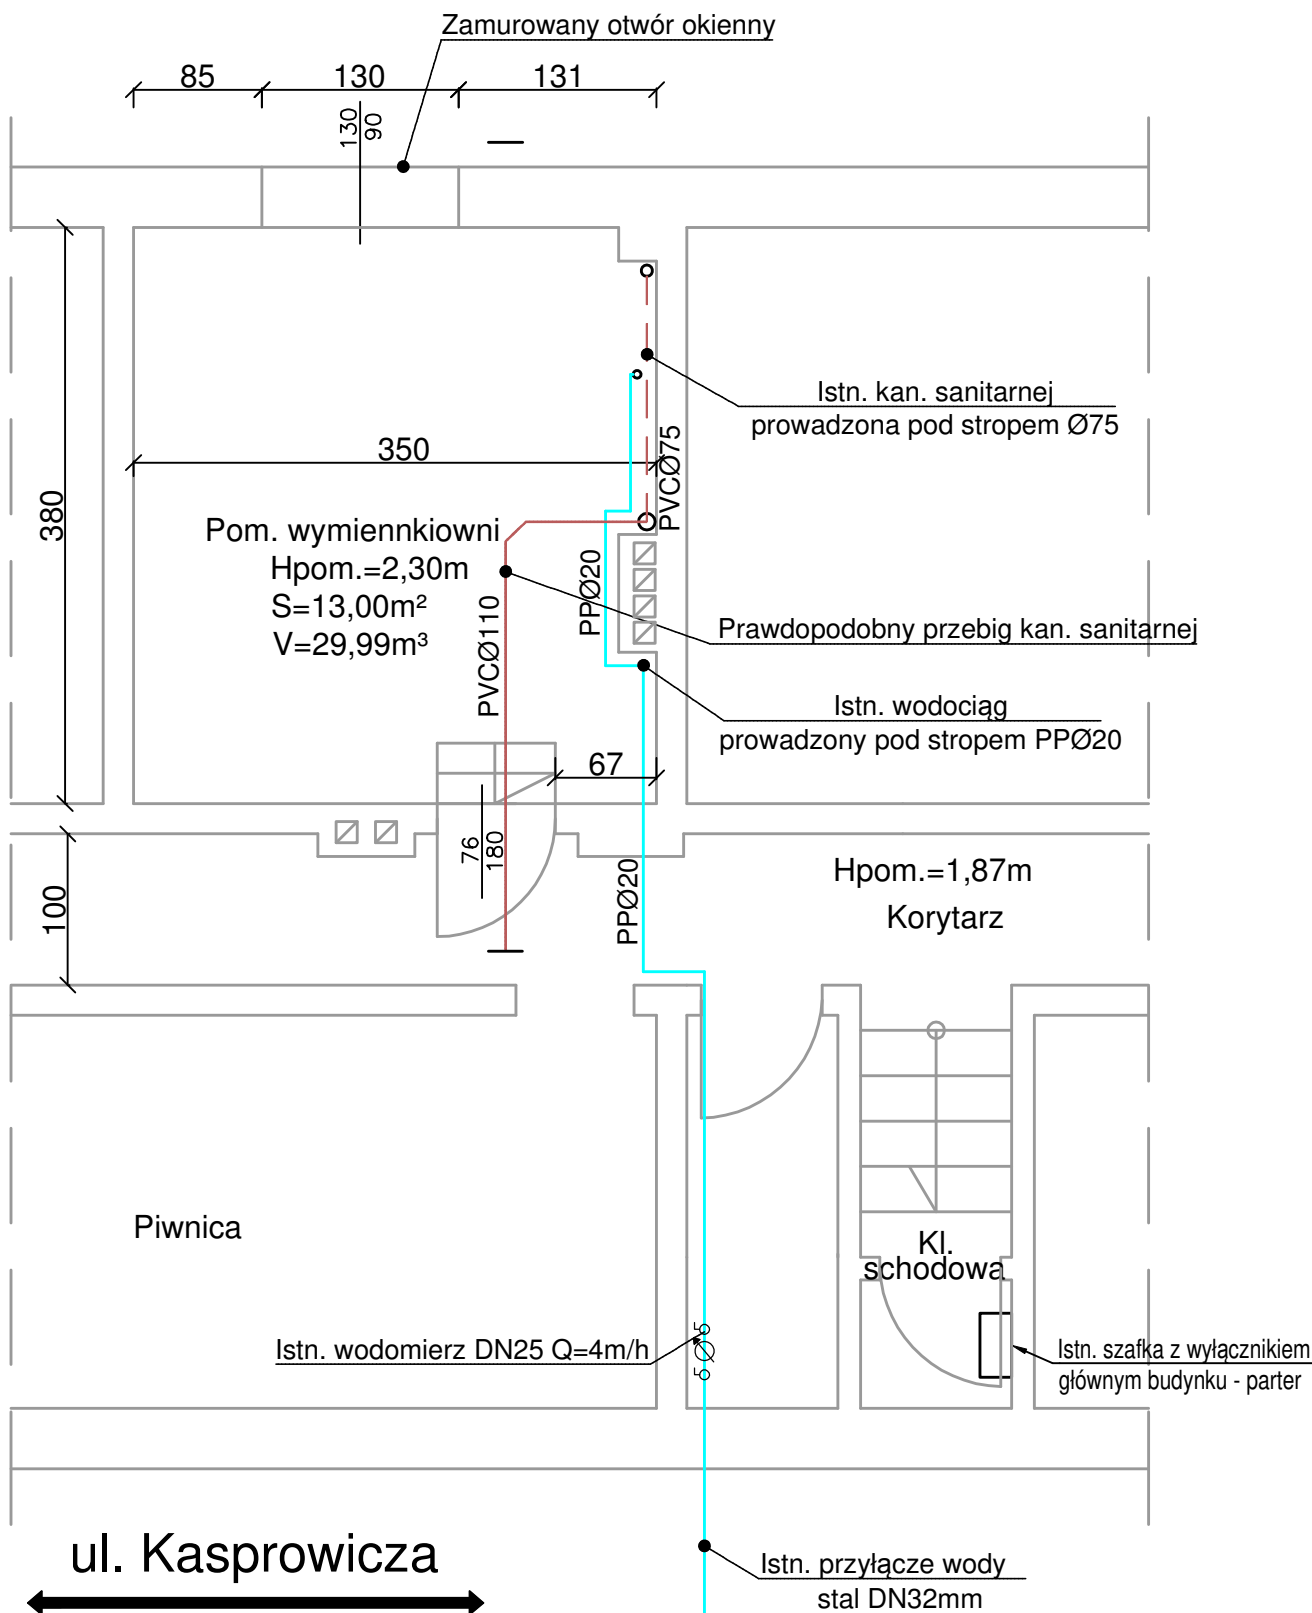 Zamurowany otwór okienny
85
130
131
130
90
Istn. kan. sanitarnej
prowadzona pod stropem Ø75
350
PVCØ75
380
Pom. wymiennkiowni
Hpom.=2,30m
S=13,00m²
V=29,99m³
PPØ20
PVCØ110
Prawdopodobny przebig kan. sanitarnej
Istn. wodociąg
prowadzony pod stropem PPØ20
67
76
180
100
PPØ20
Hpom.=1,87m
Korytarz
Piwnica
Kl.
schodowa
Istn. wodomierz DN25 Q=4m/h
Istn. szafka z wyłącznikiem
głównym budynku - parter
ul. Kasprowicza
Istn. przyłącze wody
stal DN32mm